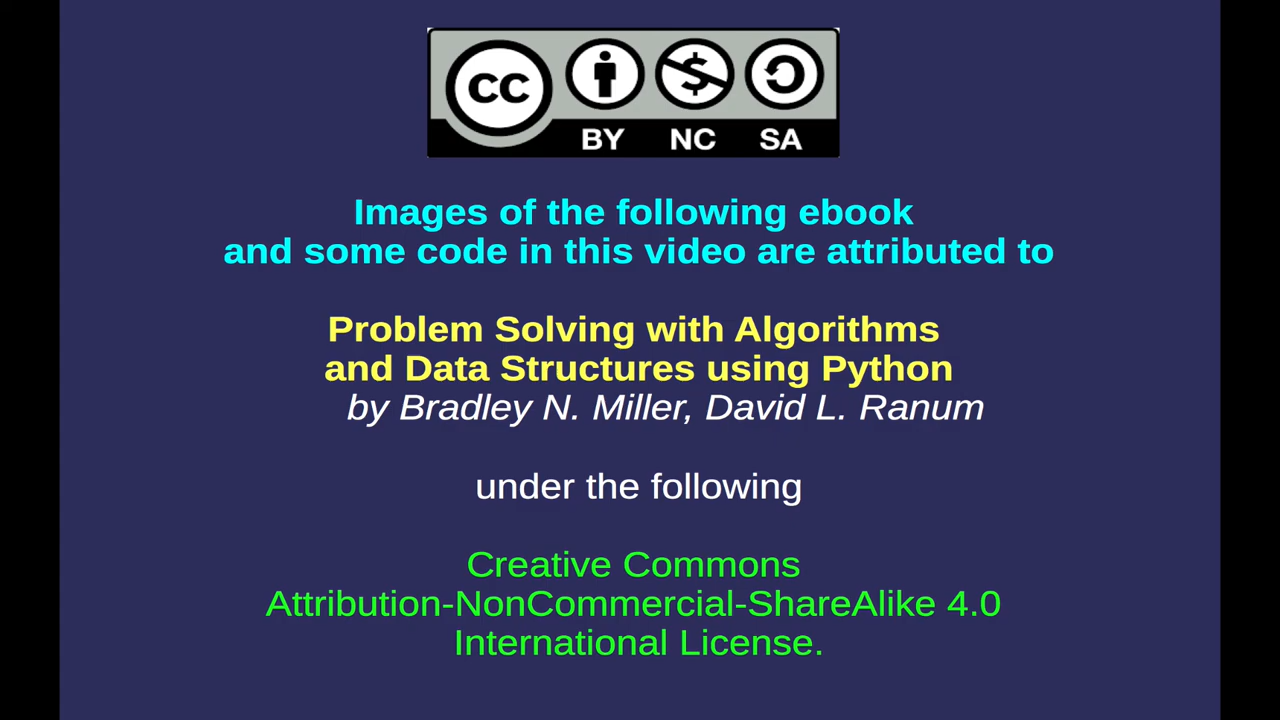 cc
BY NC SA
Images of the following ebook
and some code in this video are attributed to
Problem Solving with Algorithms
and Data Structures using Python
by Bradley N. Miller, David L. Ranum
under the following
Creative Commons
Attribution-NonCommercial-ShareAlike 4.0
International License.